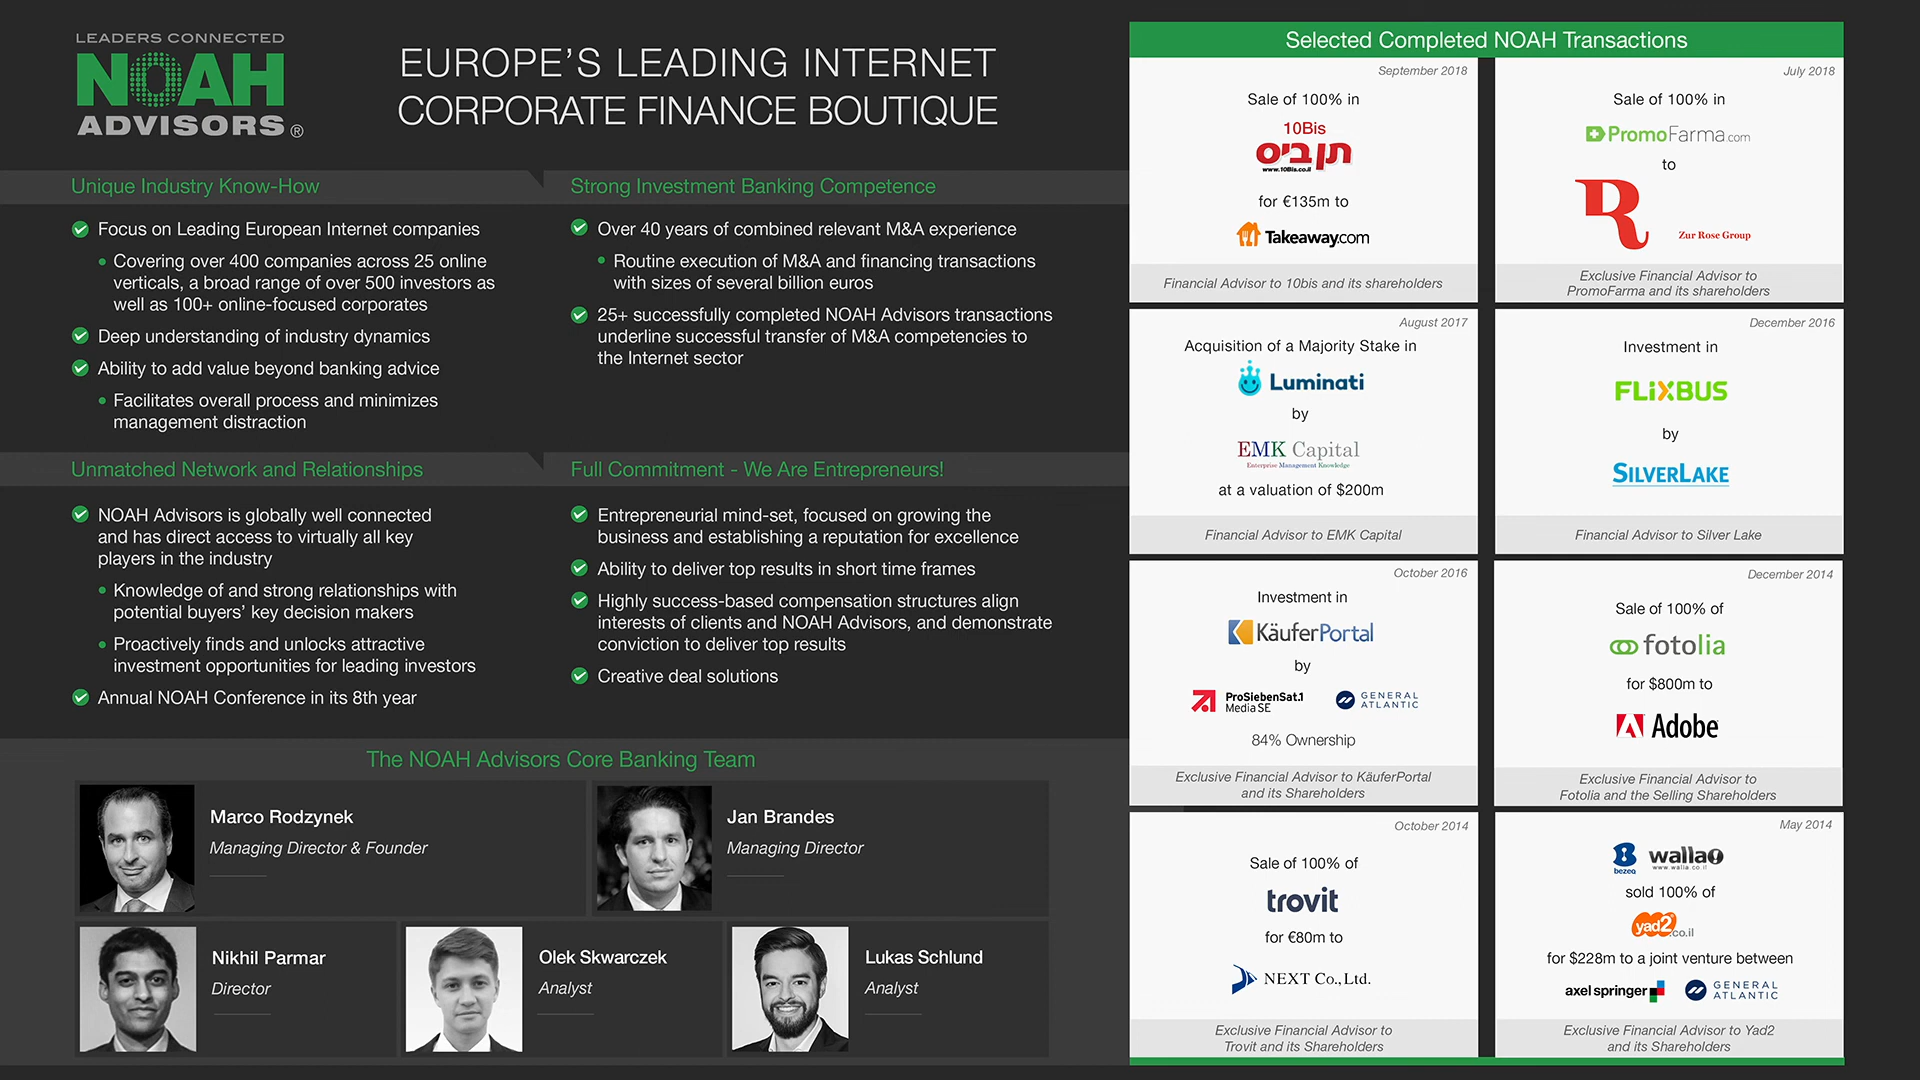 LEADERS CONNECTED
NOAH
ADVISORS®
EUROPE'S LEADING INTERNET
CORPORATE FINANCE BOUTIQUE
Unique Industry Know-How
Focus on Leading European Internet companies
• Covering over 400 companies across 25 online
verticals, a broad range of over 500 investors as
well as 100+ online-focused corporates
Deep understanding of industry dynamics
Ability to add value beyond banking advice
• Facilitates overall process and minimizes
management distraction
Strong Investment Banking Competence
Over 40 years of combined relevant M&A experience
• Routine execution of M&A and financing transactions
with sizes of several billion euros
25+ successfully completed NOAH Advisors transactions
underline successful transfer of M&A competencies to
the Internet sector
Unmatched Network and Relationships
NOAH Advisors is globally well connected
and has direct access to virtually all key
players in the industry
• Knowledge of and strong relationships with
potential buyers’ key decision makers
• Proactively finds and unlocks attractive
investment opportunities for leading investors
Annual NOAH Conference in its 8th year
Full Commitment - We Are Entrepreneurs!
Entrepreneurial mind-set, focused on growing the
business and establishing a reputation for excellence
Ability to deliver top results in short time frames
Highly success-based compensation structures align
interests of clients and NOAH Advisors, and demonstrate
conviction to deliver top results
Creative deal solutions
The NOAH Advisors Core Banking Team
Marco Rodzynek
Managing Director & Founder
Jan Brandes
Managing Director
Nikhil Parmar
Director
Olek Skwarczek
Analyst
Lukas Schlund
Analyst
Selected Completed NOAH Transactions
September 2018
Sale of 100% in
10Bis
תן ביס
www.10Bis.co.il
for €135m to
Takeaway.com
Financial Advisor to 10bis and its shareholders
July 2018
Sale of 100% in
PromoFarma.com
to
R
Zur Rose Group
Exclusive Financial Advisor to
PromoFarma and its shareholders
August 2017
Acquisition of a Majority Stake in
Luminati
by
EMK Capital
Enterprise Management Knowledge
at a valuation of $200m
Financial Advisor to EMK Capital
December 2016
Investment in
FLiXBUS
by
SILVERLAKE
Financial Advisor to Silver Lake
October 2016
Investment in
KäuferPortal
by
ProSiebenSat.1
Media SE
GENERAL
ATLANTIC
84% Ownership
Exclusive Financial Advisor to KäuferPortal
and its Shareholders
December 2014
Sale of 100% of
fotolia
for $800m to
Adobe
Exclusive Financial Advisor to
Fotolia and the Selling Shareholders
October 2014
Sale of 100% of
trovit
for €80m to
NEXT Co., Ltd.
Exclusive Financial Advisor to
Trovit and its Shareholders
May 2014
bezeq
walla!
www.walla.co.il
sold 100% of
yad2.co.il
for $228m to a joint venture between
axel springer
GENERAL
ATLANTIC
Exclusive Financial Advisor to Yad2
and its Shareholders